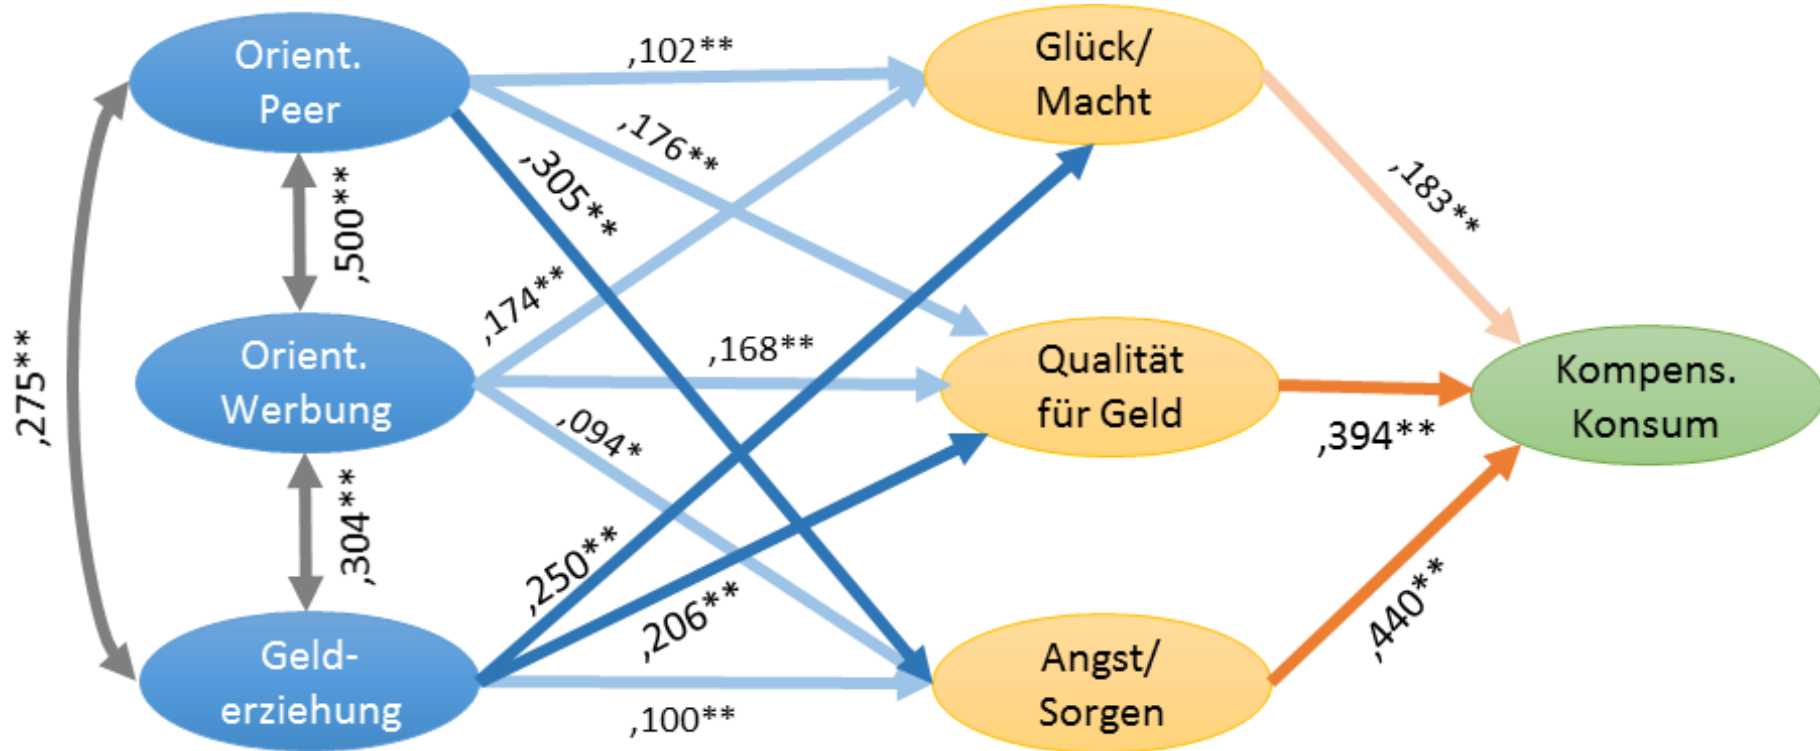 Orient.
Peer
,102**
Glück/
Macht
,176**
,305**
,183**
,500**
,174**
,275**
Orient.
Werbung
,168**
Qualität
für Geld
Kompens.
Konsum
,094*
,394**
,304**
,250**
,206**
,440**
Geld-
erziehung
,100**
Angst/
Sorgen